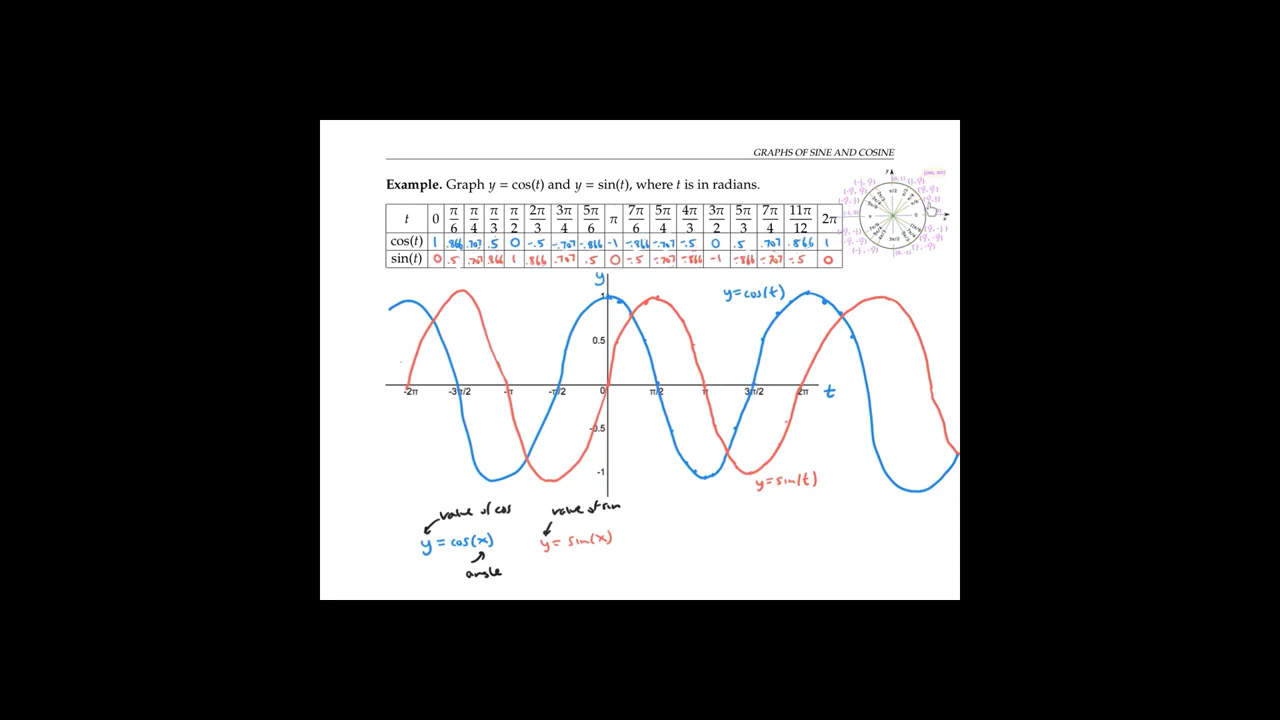 GRAPHS OF SINE AND COSINE
Example. Graph y = cos(t) and y = sin(t), where t is in radians.
t 0 π/6 π/4 π/3 π/2 2π/3 3π/4 5π/6 π 7π/6 5π/4 4π/3 3π/2 5π/3 7π/4 11π/12 2π
cos(t) 1 .866 .707 .5 0 -.5 -.707 -.866 -1 -.866 -.707 -.5 0 .5 .707 .866 1
sin(t) 0 .5 .707 .866 1 .866 .707 .5 0 -.5 -.707 -.866 -1 -.866 -.707 -.5 0
y
y=cos(t)
1
0.5
-2π -3π/2 -π -π/2 0 π/2 π 3π/2 2π t
-0.5
-1
y=sin(t)
value of cos value of sin
y = cos(x) y = sin(x)
angle